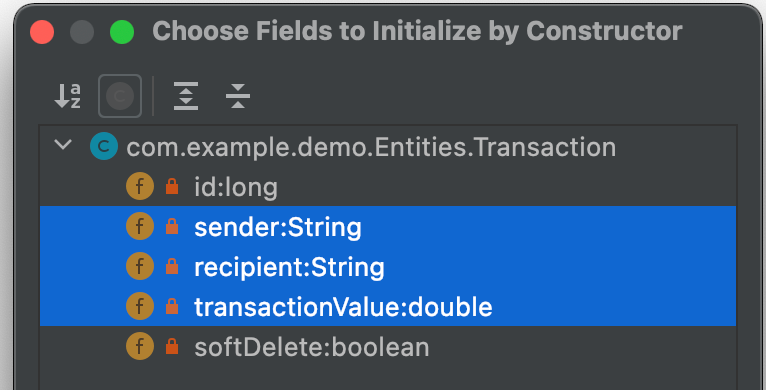 Choose Fields to Initialize by Constructor
a
z
C
C com.example.demo.Entities.Transaction
f id:long
f sender:String
f recipient:String
f transactionValue:double
f softDelete:boolean